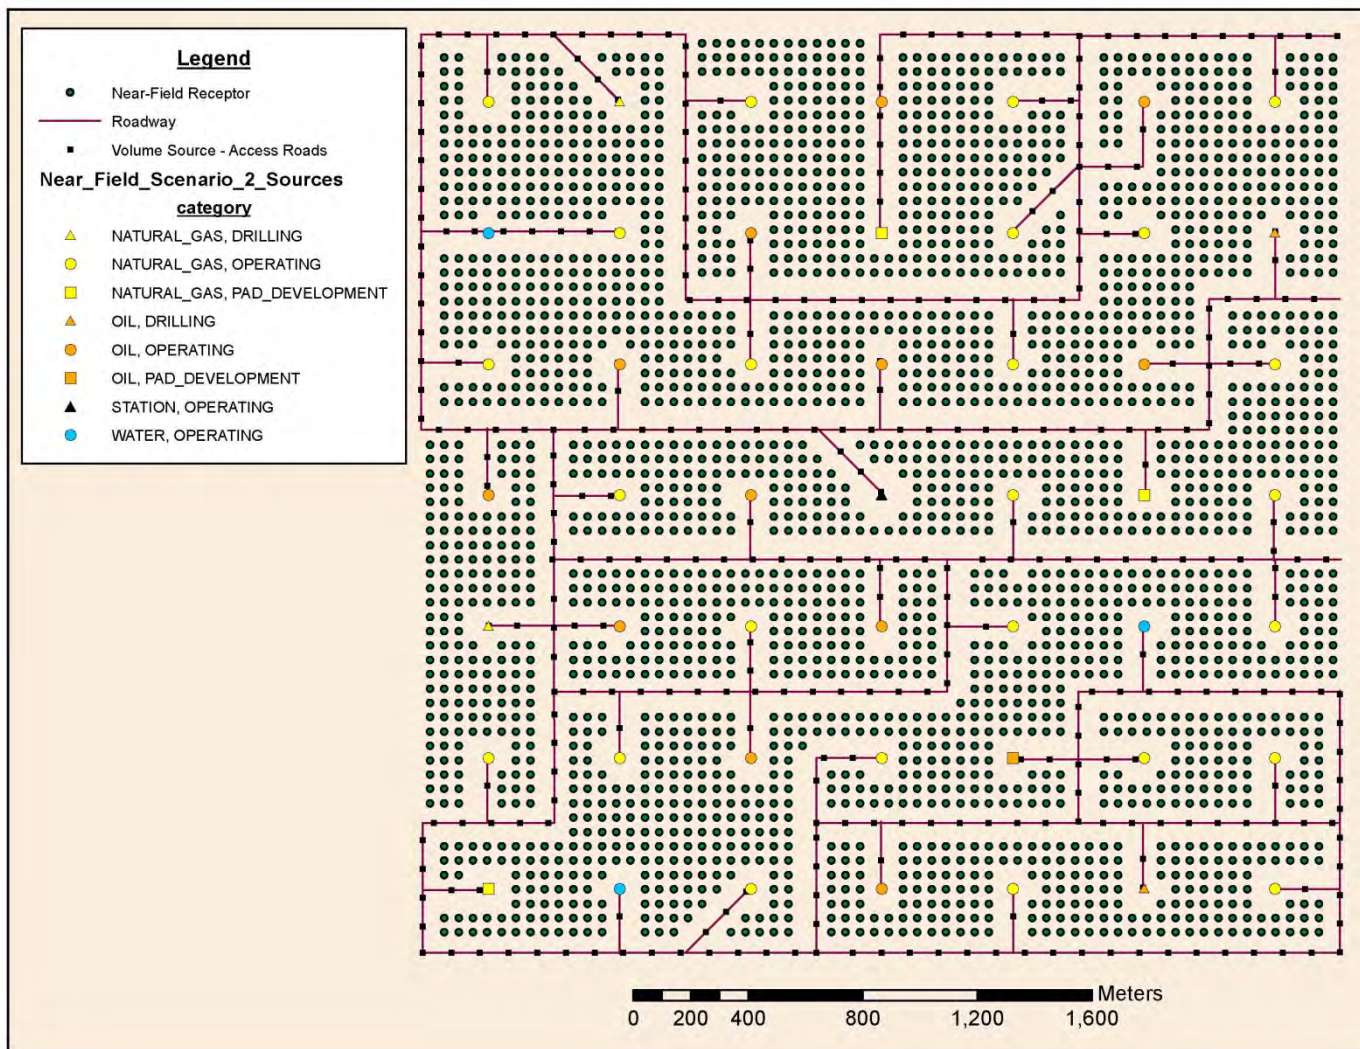 Legend
Near-Field Receptor
Roadway
Volume Source - Access Roads
Near_Field_Scenario_2_Sources
category
NATURAL_GAS, DRILLING
NATURAL_GAS, OPERATING
NATURAL_GAS, PAD_DEVELOPMENT
OIL, DRILLING
OIL, OPERATING
OIL, PAD_DEVELOPMENT
STATION, OPERATING
WATER, OPERATING
Meters
0 200 400 800 1,200 1,600